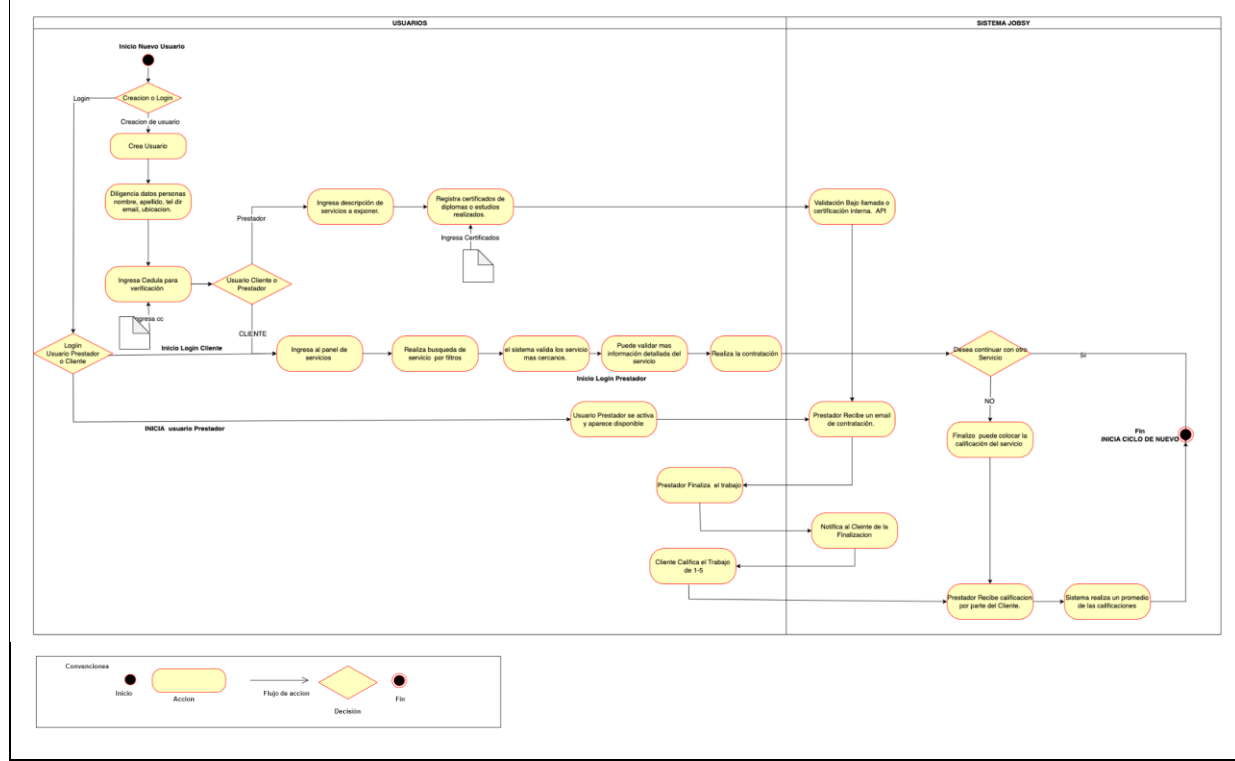 USUARIOS
SISTEMA JOBSY
Inicio Nuevo Usuario
Creacion o Login
Login
Creacion de usuario
Crea Usuario
Diligencia datos personas
nombre, apellido, tel dir
email, ubicacion.
Ingresa Cedula para
verificación
Ingresa cc
Usuario Cliente o
Prestador
Prestador
CLIENTE
Ingresa descripción de
servicios a exponer.
Registra certificados de
diplomas o estudios
realizados.
Ingresa Certificados
Validación Bajo llamada o
certificación interna. API
Logiin
Usuario Prestador
o Cliente
Inicio Login Cliente
Ingresa al panel de
servicios
Realiza busqueda de
servicio por filtros
el sistema valida los servicio
mas cercanos.
Puede validar mas
información detallada del
servicio
Realiza la contratación
Inicio Login Prestador
Desea continuar con otro
Servicio
Si
NO
INICIA usuario Prestador
Usuario Prestador se activa
y aparece disponible
Prestador Recibe un email
de contratación.
Finalizo puede colocar la
calificación del servicio
Fin
INICIA CICLO DE NUEVO
Prestador Finaliza el trabajo
Notifica al Cleinte de la
Finalizacion
Cliente Califica el Trabajo
de 1-5
Prestador Recibe calificacion
por parte del Cliente.
Sistema realiza un promedio
de las calificaciones
Convenciones
Inicio
Accion
Flujo de accion
Decisión
Fin